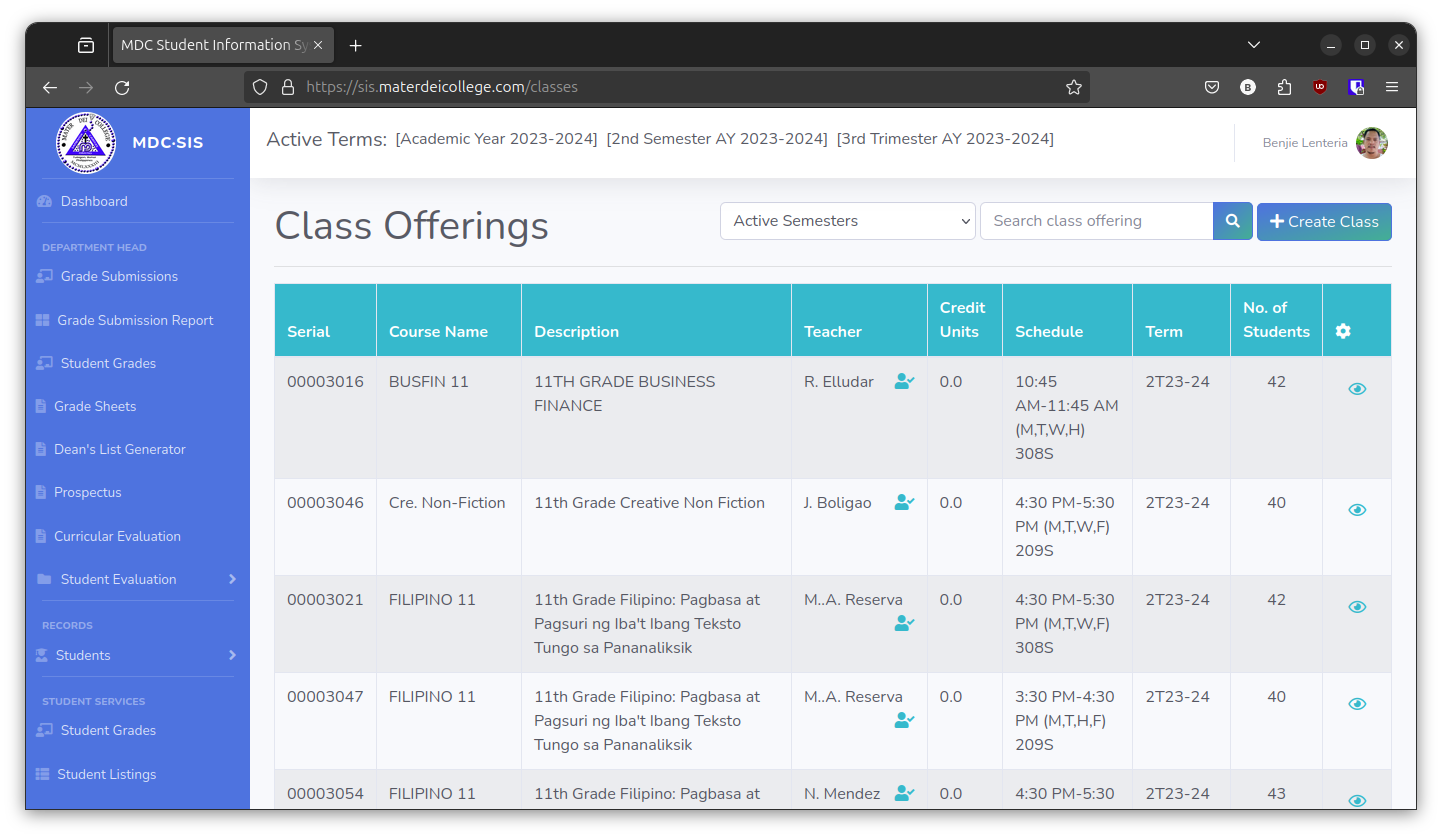 MDC Student Information Sy
https://sis.materdeicollege.com/classes
MDC·SIS
Active Terms: [Academic Year 2023-2024] [2nd Semester AY 2023-2024] [3rd Trimester AY 2023-2024]
Benjie Lenteria
Dashboard
DEPARTMENT HEAD
Grade Submissions
Grade Submission Report
Student Grades
Grade Sheets
Dean's List Generator
Prospectus
Curricular Evaluation
Student Evaluation
RECORDS
Students
STUDENT SERVICES
Student Grades
Student Listings
Class Offerings
Active Semesters
Search class offering
Create Class
Serial
Course Name
Description
Teacher
Credit
Units
Schedule
Term
No. of
Students
00003016
BUSFIN 11
11TH GRADE BUSINESS
FINANCE
R. Elludar
0.0
10:45
AM-11:45 AM
(M,T,W,H)
308S
2T23-24
42
00003046
Cre. Non-Fiction
11th Grade Creative Non Fiction
J. Boligao
0.0
4:30 PM-5:30
PM (M,T,W,F)
209S
2T23-24
40
00003021
FILIPINO 11
11th Grade Filipino: Pagbasa at
Pagsuri ng Iba't Ibang Teksto
Tungo sa Pananaliksik
M..A. Reserva
0.0
4:30 PM-5:30
PM (M,T,W,F)
308S
2T23-24
42
00003047
FILIPINO 11
11th Grade Filipino: Pagbasa at
Pagsuri ng Iba't Ibang Teksto
Tungo sa Pananaliksik
M..A. Reserva
0.0
3:30 PM-4:30
PM (M,T,H,F)
209S
2T23-24
40
00003054
FILIPINO 11
11th Grade Filipino: Pagbasa at
N. Mendez
0.0
4:30 PM-5:30
2T23-24
43